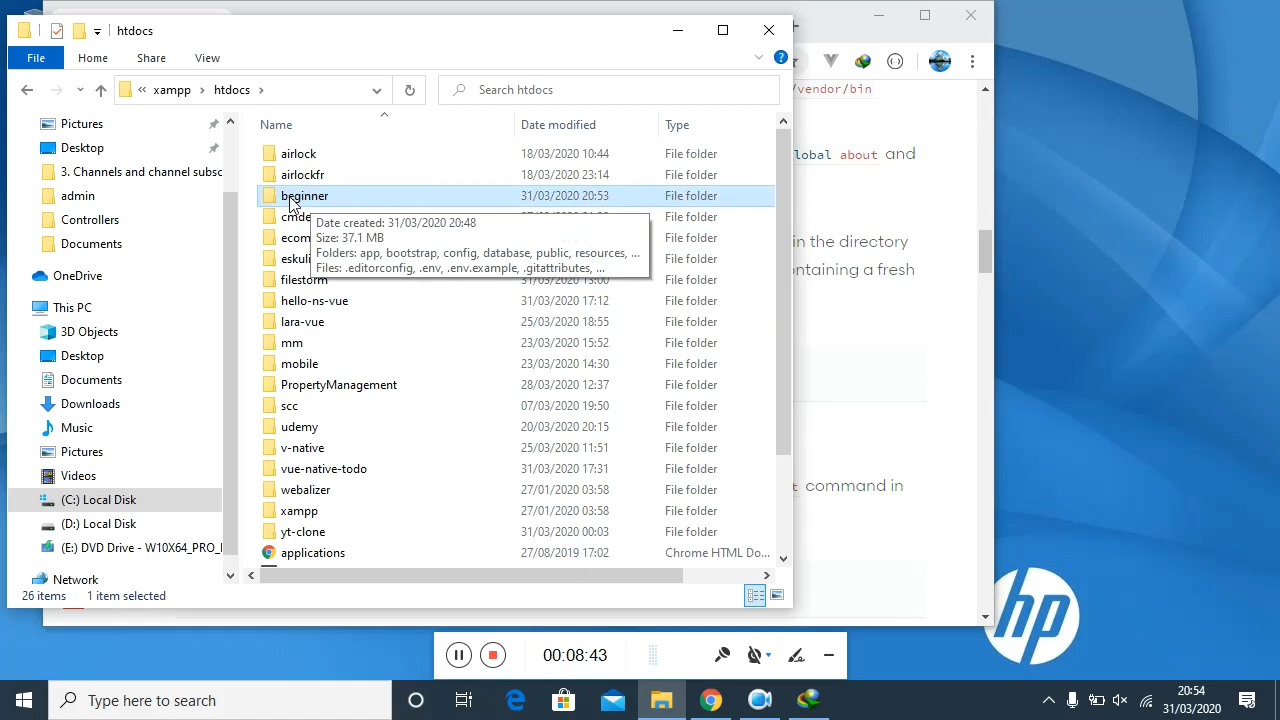 htdocs
File
Home
Share
View
xampp
htdocs
Search htdocs
/vendor/bin
Name
Date modified
Type
Pictures
Desktop
3. Channels and channel subsc
admin
Controllers
Documents
OneDrive
This PC
3D Objects
Desktop
Documents
Downloads
Music
Pictures
Videos
(C:) Local Disk
(D:) Local Disk
(E:) DVD Drive - W10X64_PRO_
Network
airlock 18/03/2020 10:44 File folder
airlockfr 18/03/2020 23:14 File folder
beginner 31/03/2020 20:53 File folder
cmde File folder
ecom File folder
eskuli File folder
filestorm 31/03/2020 13:00 File folder
hello-ns-vue 31/03/2020 17:12 File folder
lara-vue 25/03/2020 18:55 File folder
mm 23/03/2020 15:52 File folder
mobile 23/03/2020 14:30 File folder
PropertyManagement 28/03/2020 12:37 File folder
scc 07/03/2020 19:50 File folder
udemy 20/03/2020 20:15 File folder
v-native 25/03/2020 11:51 File folder
vue-native-todo 31/03/2020 17:31 File folder
webalizer 27/01/2020 03:58 File folder
xampp 27/01/2020 03:58 File folder
yt-clone 31/03/2020 00:03 File folder
applications 27/08/2019 17:02 Chrome HTML Do...
Date created: 31/03/2020 20:48
Size: 37.1 MB
Folders: app, bootstrap, config, database, public, resources, ...
Files: .editorconfig, .env, .env.example, .gitattributes, ...
26 items
1 item selected
lobal about and
in the directory
ontaining a fresh
t command in
hp
00:08:43
Type here to search
20:54
31/03/2020